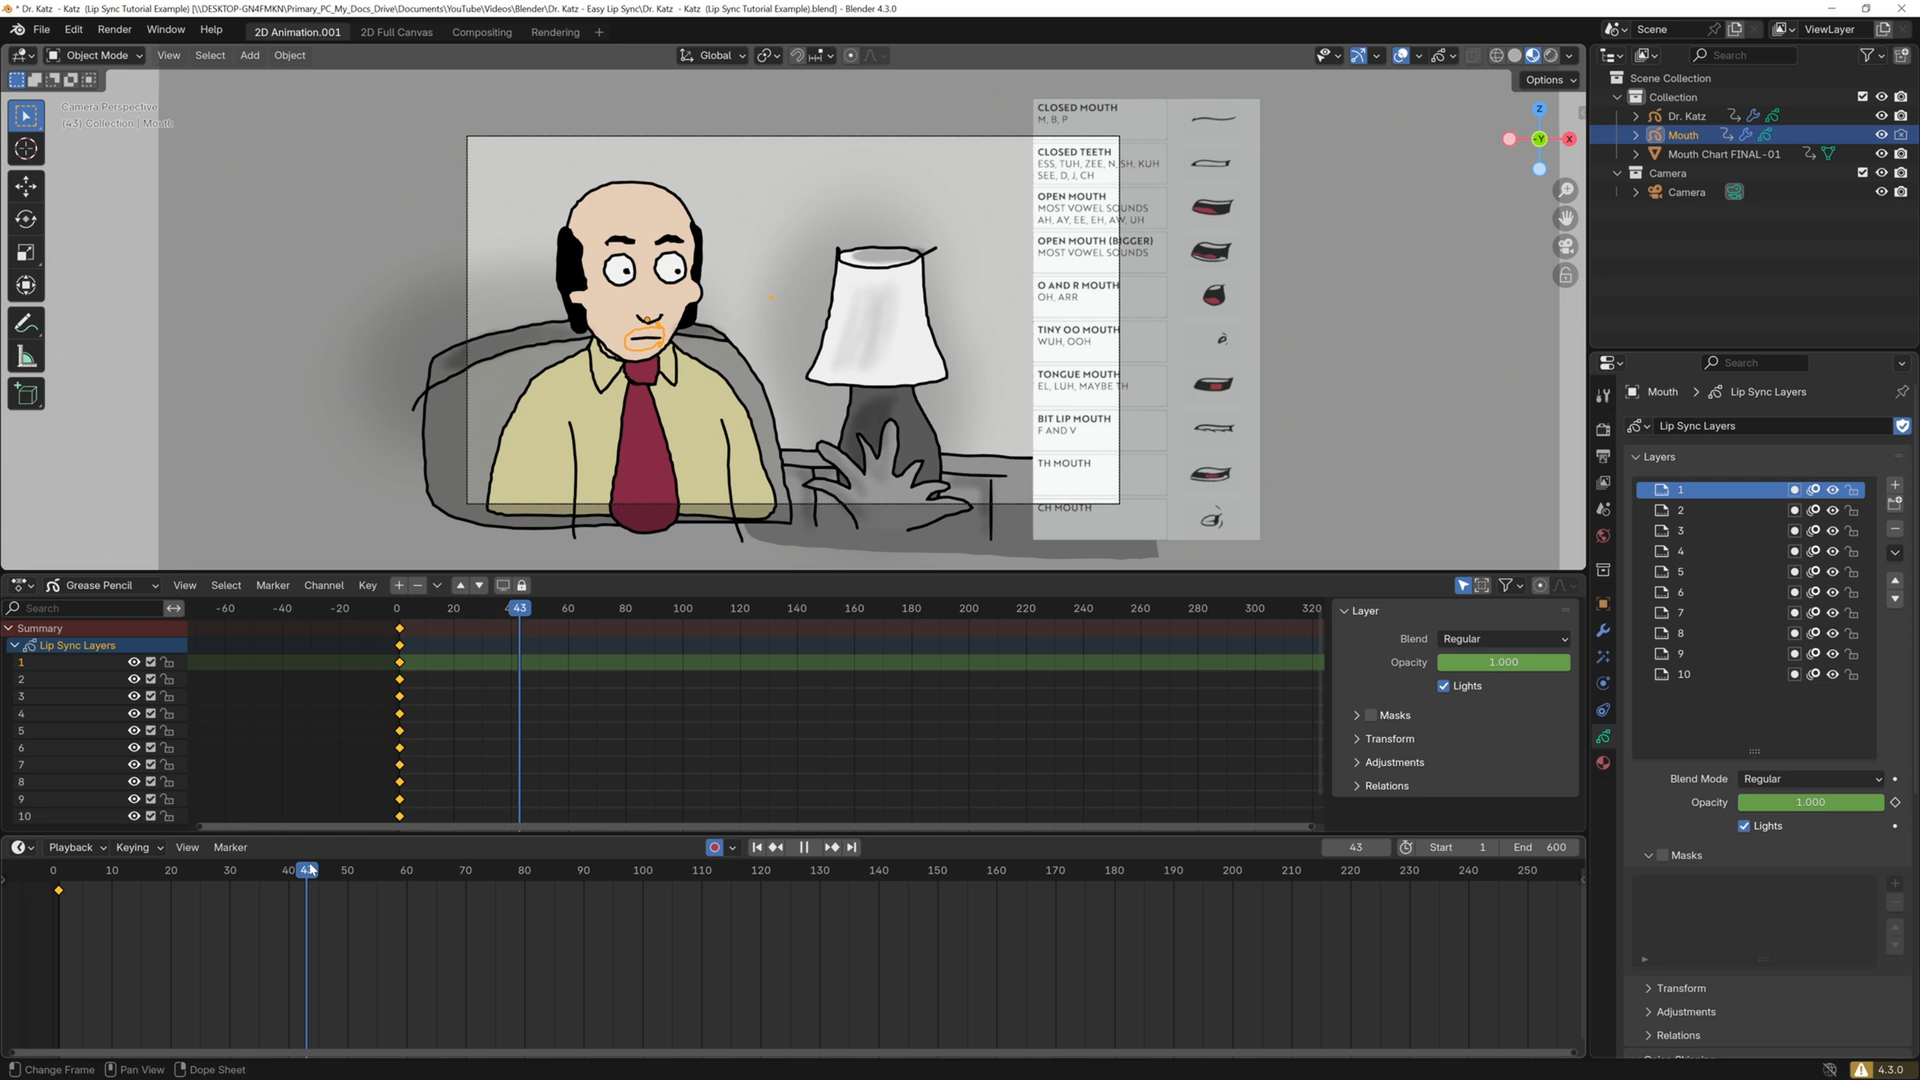 * Dr. Katz - Katz (Lip Sync Tutorial Example) [\\DESKTOP-GN4FMKN\Primary_PC_My_Docs_Drive\Documents\YouTube\Videos\Blender\Dr. Katz - Easy Lip Sync\Dr. Katz - Katz (Lip Sync Tutorial Example).blend] - Blender 4.3.0
File Edit Render Window Help 2D Animation.001 2D Full Canvas Compositing Rendering Scene ViewLayer
Object Mode View Select Add Object Global Search
Options
Camera Perspective
(43) Collection | Mouth
CLOSED MOUTH
M, B, P
CLOSED TEETH
ESS, TUH, ZEE, N, SH, KUH
SEE, D, J, CH
OPEN MOUTH
MOST VOWEL SOUNDS
AH, AY, EE, EH, AW, UH
OPEN MOUTH (BIGGER)
MOST VOWEL SOUNDS
O AND R MOUTH
OH, ARR
TINY OO MOUTH
WUH, OOH
TONGUE MOUTH
EL, LUH, MAYBE TH
BIT LIP MOUTH
F AND V
TH MOUTH
CH MOUTH
Z
-Y
X
Scene Collection
Collection
Dr. Katz
Mouth
Mouth Chart FINAL-01
Camera
Camera
Search
Mouth Lip Sync Layers
Lip Sync Layers
Layers
1
2
3
4
5
6
7
8
9
10
Blend Mode Regular
Opacity 1.000
Lights
Masks
Transform
Adjustments
Relations
Grease Pencil View Select Marker Channel Key
Search -60 -40 -20 0 20 43 60 80 100 120 140 160 180 200 220 240 260 280 300 320
Summary
Lip Sync Layers
1
2
3
4
5
6
7
8
9
10
Layer
Blend Regular
Opacity 1.000
Lights
Masks
Transform
Adjustments
Relations
Playback Keying View Marker 43 Start 1 End 600
0 10 20 30 40 50 60 70 80 90 100 110 120 130 140 150 160 170 180 190 200 210 220 230 240 250
Change Frame Pan View Dope Sheet 4.3.0